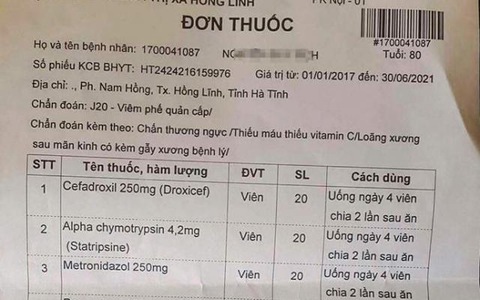 THỊ XÃ HỒNG LĨNH
PK Nội - 01
ĐƠN THUỐC
#1700041087
Họ và tên bệnh nhân: 1700041087
Tuổi: 80
Số phiếu KCB BHYT: HT2424216159976 Giá trị từ: 01/01/2017 đến 30/06/2021
Địa chỉ: ., Ph. Nam Hồng, Tx. Hồng Lĩnh, Tỉnh Hà Tĩnh
Chẩn đoán: J20 - Viêm phế quản cấp/
Chẩn đoán kèm theo: Chấn thương ngực /Thiếu máu thiếu vitamin C/Loãng xương
sau mãn kinh có kèm gẫy xương bệnh lý/
STT Tên thuốc, hàm lượng ĐVT SL Cách dùng
1 Cefadroxil 250mg (Droxicef) Viên 20 Uống ngày 4 viên
chia 2 lần sau ăn
2 Alpha chymotrypsin 4,2mg Viên 20 Uống ngày 4 viên
(Statripsine) chia 2 lần sau ăn
3 Metronidazol 250mg Viên 20 Uống ngày 4 viên
chia 2 lần sau ăn